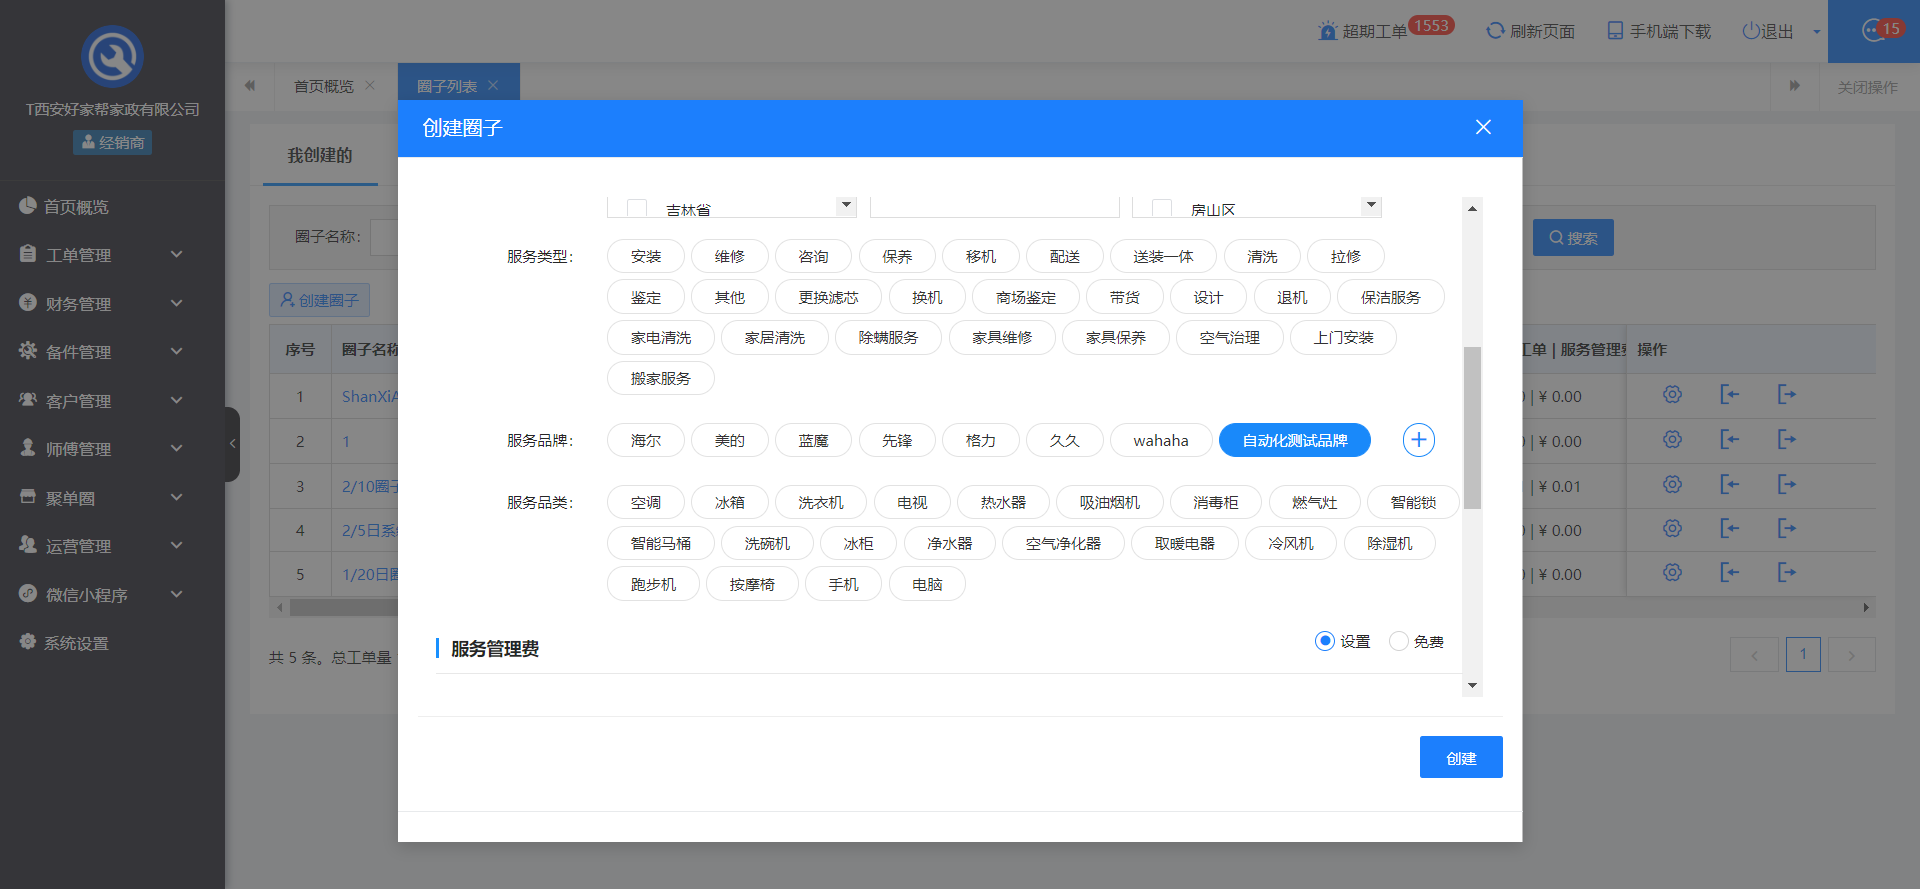 超期工单 1553 刷新页面 手机端下载 退出 15
T西安好家帮家政有限公司
经销商
首页概览
工单管理
财务管理
备件管理
客户管理
师傅管理
聚单圈
运营管理
微信小程序
系统设置
首页概览 圈子列表 关闭操作
我创建的
圈子名称: 搜索
创建圈子
序号 圈子名称 工单 | 服务管理费 操作
1 ShanXiA | ¥ 0.00
2 1 | ¥ 0.00
3 2/10圈子 | ¥ 0.01
4 2/5日系 | ¥ 0.00
5 1/20日圈 | ¥ 0.00
共 5 条。总工单量 1
创建圈子
吉林省 房山区
服务类型: 安装 维修 咨询 保养 移机 配送 送装一体 清洗 拉修
鉴定 其他 更换滤芯 换机 商场鉴定 带货 设计 退机 保洁服务
家电清洗 家居清洗 除螨服务 家具维修 家具保养 空气治理 上门安装
搬家服务
服务品牌: 海尔 美的 蓝魔 先锋 格力 久久 wahaha 自动化测试品牌
服务品类: 空调 冰箱 洗衣机 电视 热水器 吸油烟机 消毒柜 燃气灶 智能锁
智能马桶 洗碗机 冰柜 净水器 空气净化器 取暖电器 冷风机 除湿机
跑步机 按摩椅 手机 电脑
服务管理费 设置 免费
创建